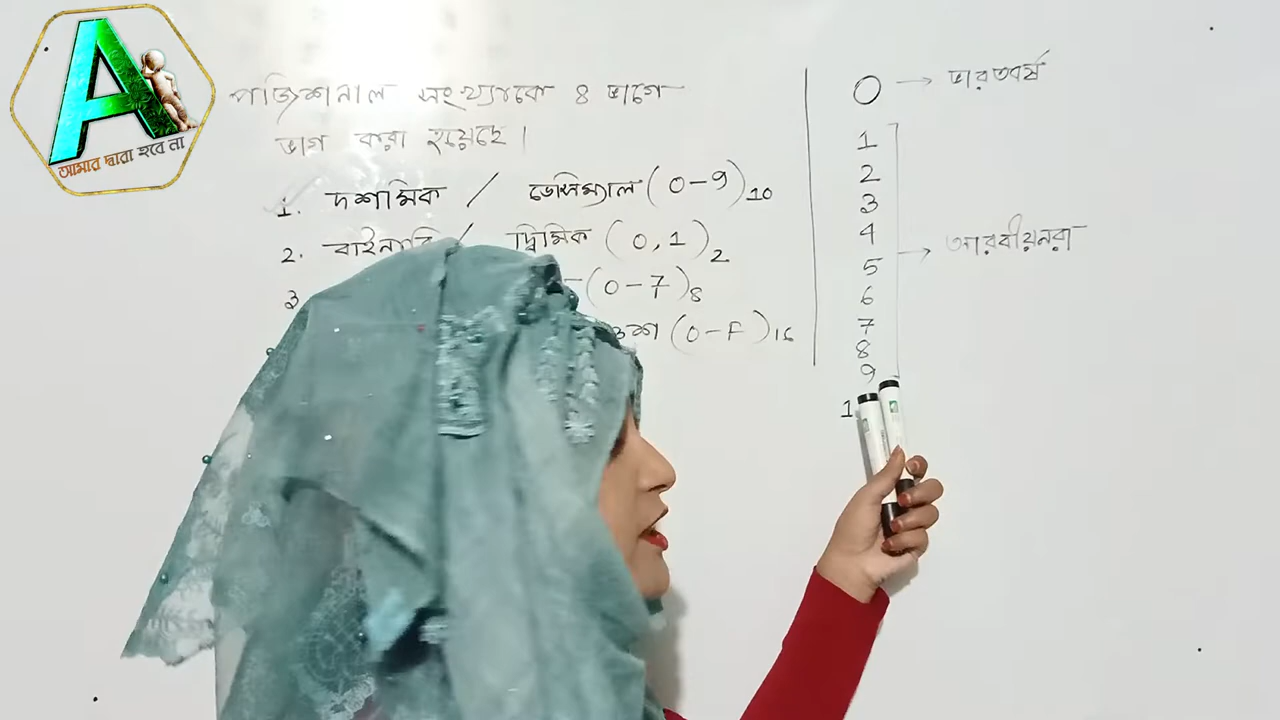 আমার দ্বারা হবে না
পজিশনাল সংখ্যাকে ৪ ভাগে
ভাগ করা হয়েছে।
1. দশমিক / ডেসিম্যাল (0-9)10
2. বাইনারি / দ্বিমিক (0,1)2
3 (0-7)8
(0-F)16
0 → ভারতবর্ষ
1
2
3
4 → আরবীয়নরা
5
6
7
8
9
1